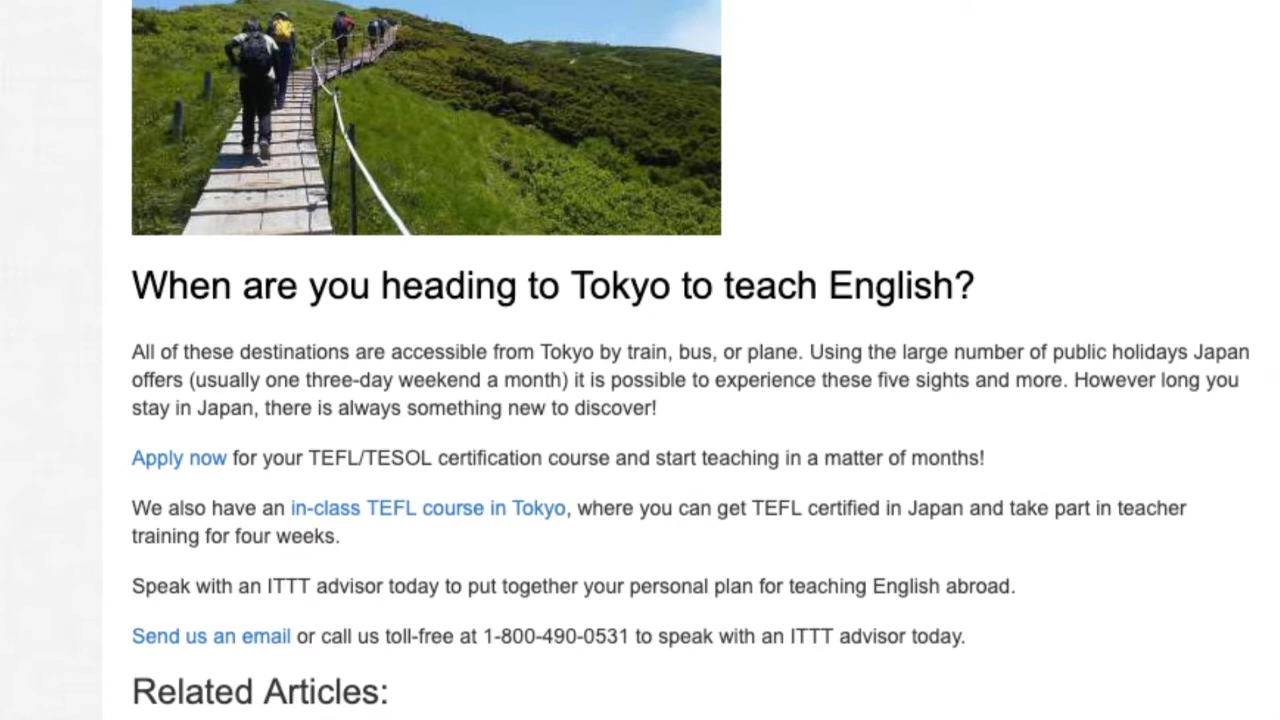 When are you heading to Tokyo to teach English?
All of these destinations are accessible from Tokyo by train, bus, or plane. Using the large number of public holidays Japan
offers (usually one three-day weekend a month) it is possible to experience these five sights and more. However long you
stay in Japan, there is always something new to discover!
Apply now for your TEFL/TESOL certification course and start teaching in a matter of months!
We also have an in-class TEFL course in Tokyo, where you can get TEFL certified in Japan and take part in teacher
training for four weeks.
Speak with an ITTT advisor today to put together your personal plan for teaching English abroad.
Send us an email or call us toll-free at 1-800-490-0531 to speak with an ITTT advisor today.
Related Articles: